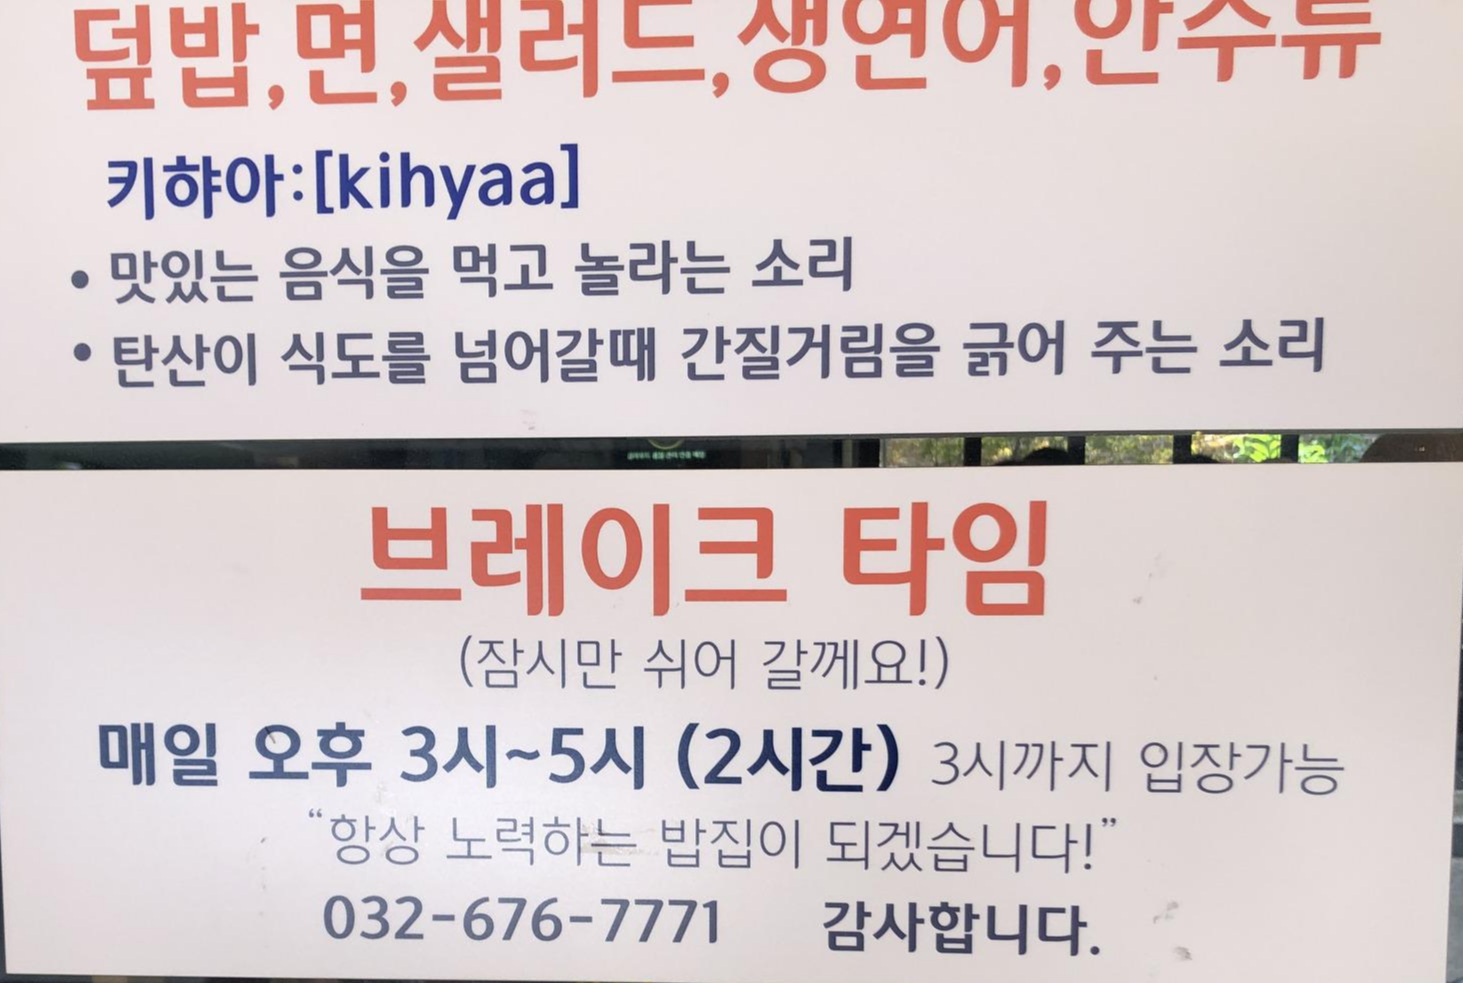 덮밥,면,샐러드,생연어,안주류
키햐아:[kihyaa]
• 맛있는 음식을 먹고 놀라는 소리
• 탄산이 식도를 넘어갈때 간질거림을 긁어 주는 소리
브레이크 타임
(잠시만 쉬어 갈께요!)
매일 오후 3시~5시 (2시간) 3시까지 입장가능
“항상 노력하는 밥집이 되겠습니다!”
032-676-7771 감사합니다.